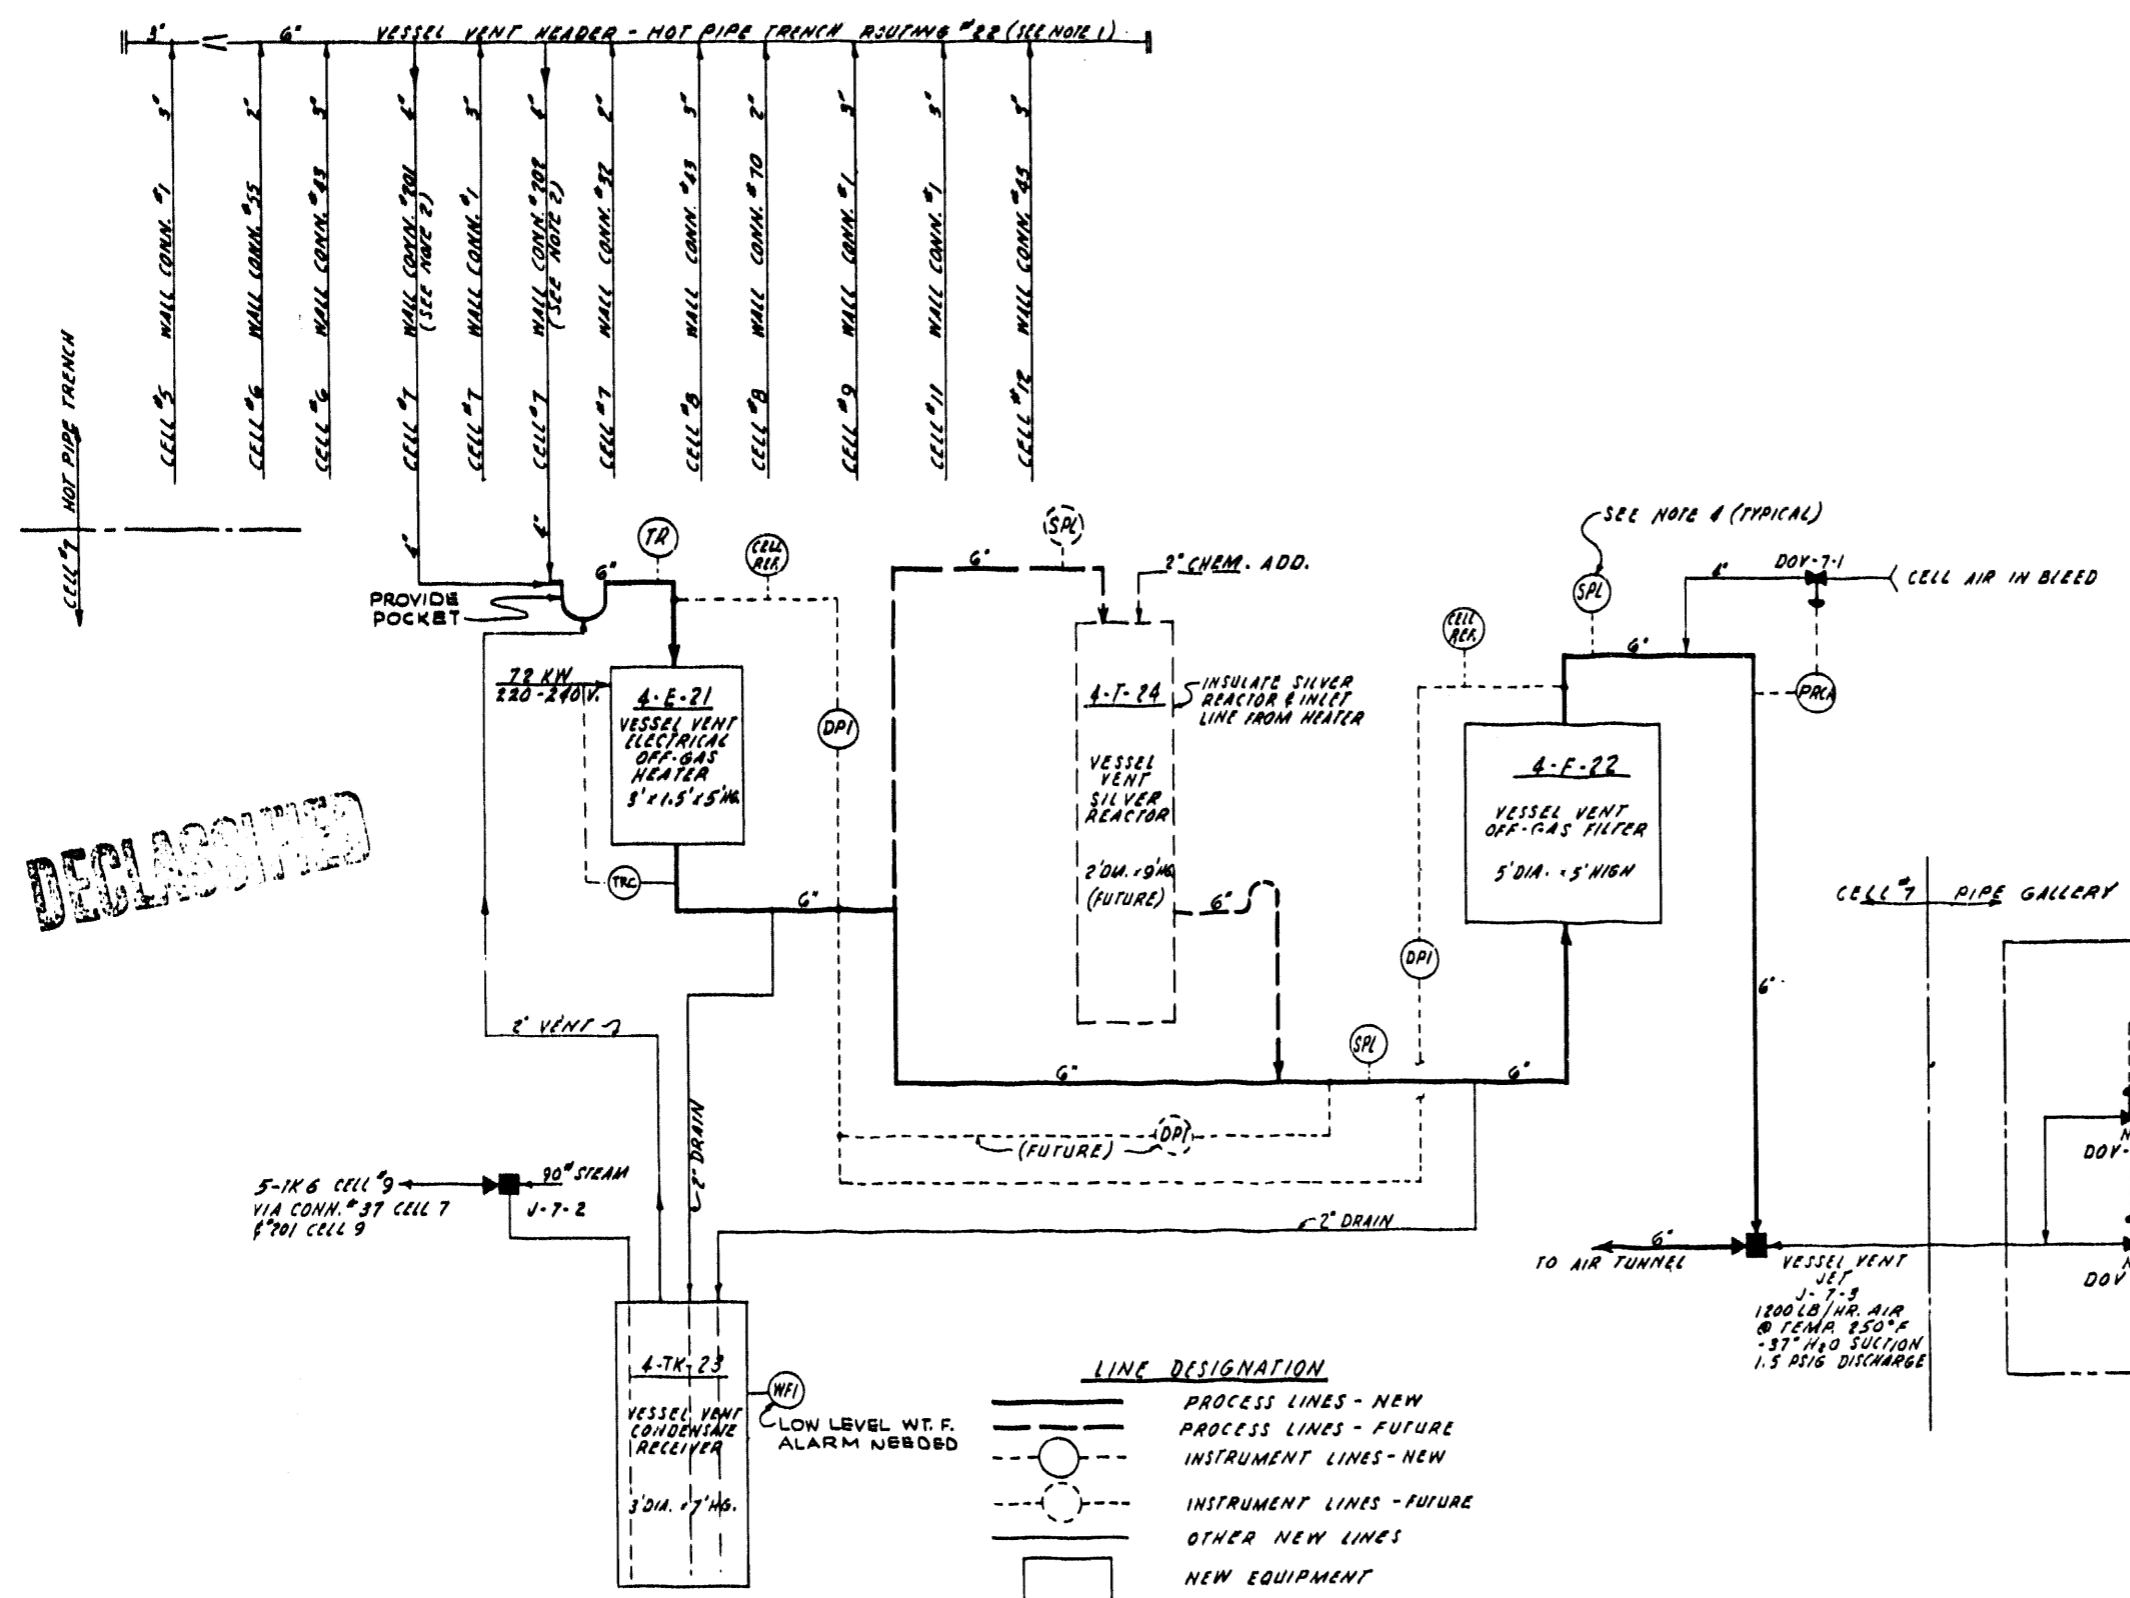 3" 6" VESSEL VENT HEADER - HOT PIPE TRENCH ROUTING #22 (SEE NOTE 1)
CELL #5 WALL CONN. #1 3"
CELL #6 WALL CONN. #55 2"
CELL #6 WALL CONN. #43 3"
CELL #7 WALL CONN. #201 4"
(SEE NOTE 2)
CELL #7 WALL CONN. #1 3"
CELL #7 WALL CONN. #202 4"
(SEE NOTE 2)
CELL #7 WALL CONN. #32 2"
CELL #8 WALL CONN. #43 3"
CELL #8 WALL CONN. #70 2"
CELL #9 WALL CONN. #1 3"
CELL #11 WALL CONN. #1 3"
CELL #12 WALL CONN. #43 3"
CELL #7 HOT PIPE TRENCH
4"
4"
PROVIDE
POCKET
6"
TR
CELL
REF.
6"
SPL
2" CHEM. ADD.
SEE NOTE 4 (TYPICAL)
SPL
4"
DOV-7-1
CELL AIR IN BLEED
CELL
REF.
6"
PRCA
72 KW
220-240 V.
4-E-21
VESSEL VENT
ELECTRICAL
OFF-GAS
HEATER
3' x 1.5' x 5' HG.
DPI
4-T-24
VESSEL
VENT
SILVER
REACTOR
2' DIA. x 9' HG.
(FUTURE)
INSULATE SILVER
REACTOR & INLET
LINE FROM HEATER
4-F-22
VESSEL VENT
OFF-GAS FILTER
5' DIA. x 5' HIGH
DECLASSIFIED
TRC
6"
6"
CELL #7 PIPE GALLERY
DPI
6"
2" VENT
SPL
6"
6"
2" DRAIN
DPI
(FUTURE)
DOV-
5-TK6 CELL #9
VIA CONN. #37 CELL 7
& #201 CELL 9
90# STEAM
J-7-2
2" DRAIN
6"
TO AIR TUNNEL
VESSEL VENT
JET
J-7-3
1200 LB/HR. AIR
@ TEMP. 250°F
-37" H2O SUCTION
1.5 PSIG DISCHARGE
DOV
4-TK-23
VESSEL VENT
CONDENSATE
RECEIVER
3' DIA. x 7' HG.
WFI
LOW LEVEL WT. F.
ALARM NEEDED
LINE DESIGNATION
PROCESS LINES - NEW
PROCESS LINES - FUTURE
INSTRUMENT LINES - NEW
INSTRUMENT LINES - FUTURE
OTHER NEW LINES
NEW EQUIPMENT